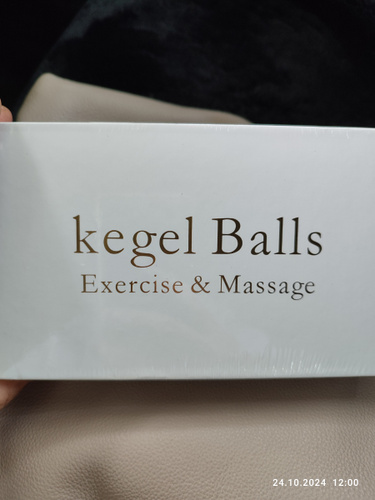 kegel Balls
Exercise & Massage
24.10.2024 12:00